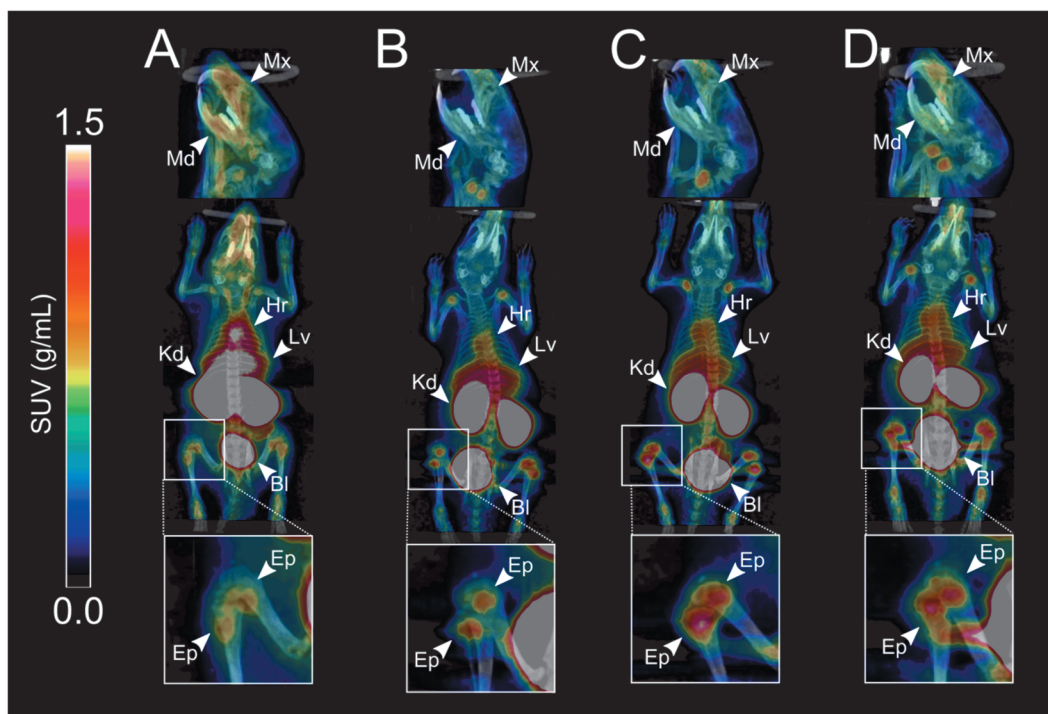 A
B
C
D
Mx
Mx
Mx
Mx
1.5
Md
Md
Md
Md
SUV (g/mL)
Hr
Hr
Hr
Hr
Lv
Lv
Lv
Lv
Kd
Kd
Kd
Kd
Bl
Bl
Bl
Bl
0.0
Ep
Ep
Ep
Ep
Ep
Ep
Ep
Ep